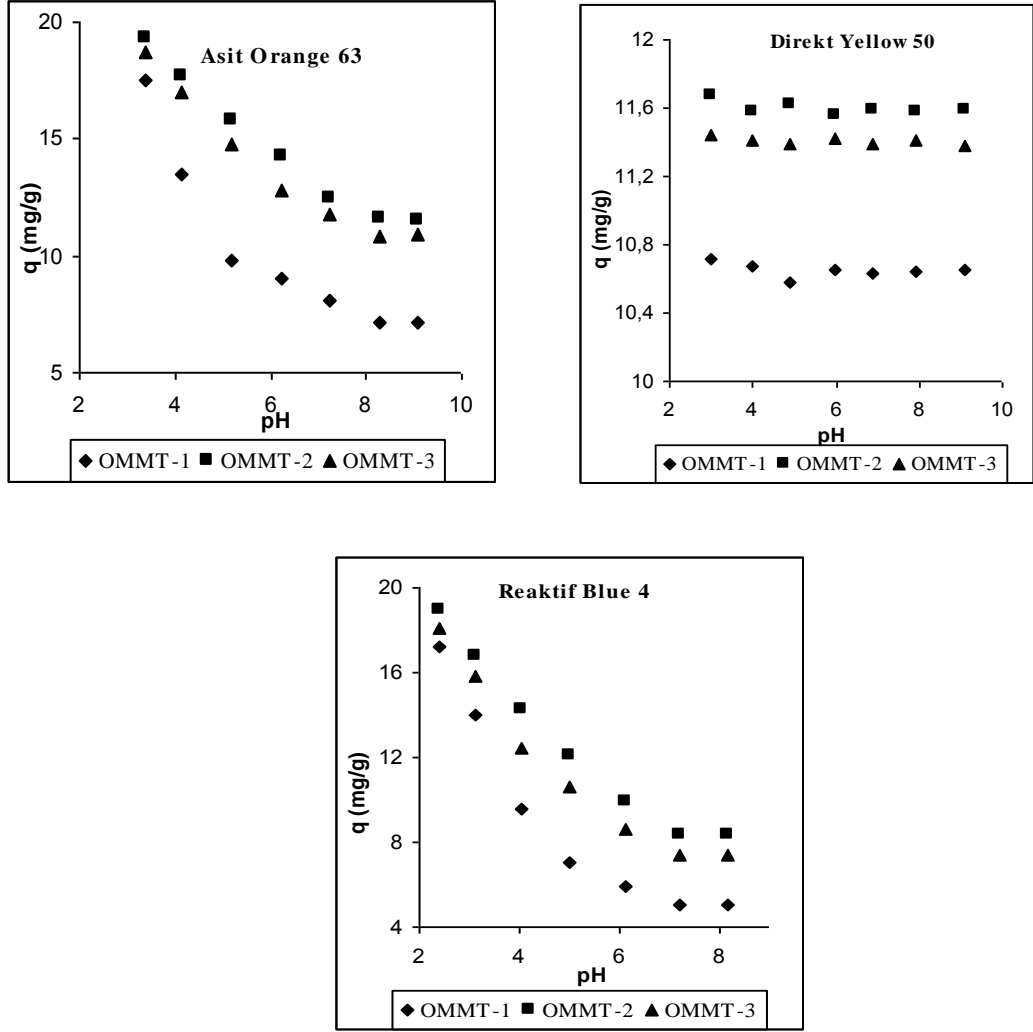 Asit Orange 63
q (mg/g)
20
15
10
5
2 4 6 8 10
pH
◆ OMMT-1 ■ OMMT-2 ▲ OMMT-3
Direkt Yellow 50
q (mg/g)
12
11,6
11,2
10,8
10,4
10
2 4 6 8 10
pH
◆ OMMT-1 ■ OMMT-2 ▲ OMMT-3
Reaktif Blue 4
q (mg/g)
20
16
12
8
4
2 4 6 8
pH
◆ OMMT-1 ■ OMMT-2 ▲ OMMT-3